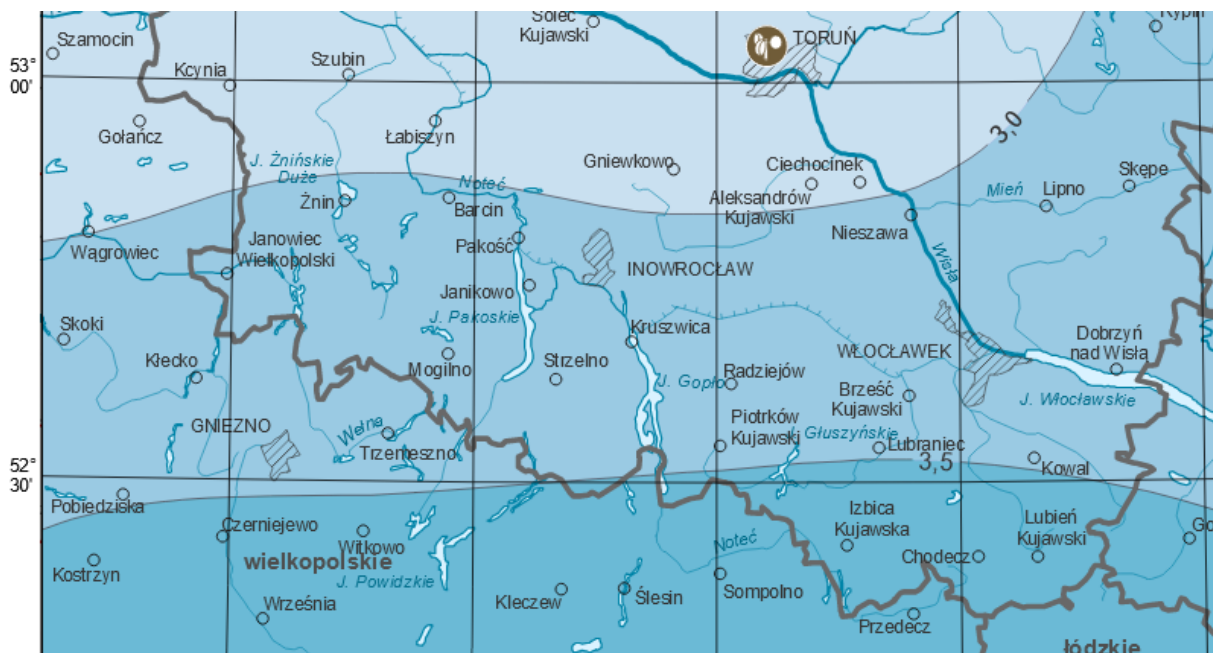 Solec
Kujawski
TORUŃ
Rypin
Szamocin
53°
00'
Kcynia
Szubin
3,0
Gołańcz
Łabiszyn
J. Żnińskie
Duże
Gniewkowo
Ciechocinek
Skępe
Noteć
Aleksandrów
Kujawski
Mień
Lipno
Żnin
Barcin
Nieszawa
Wągrowiec
Janowiec
Wielkopolski
Pakość
INOWROCŁAW
Wisła
Janikowo
J. Pakoskie
Skoki
Kruszwica
Dobrzyń
nad Wisłą
Kłecko
Mogilno
Strzelno
WŁOCŁAWEK
J. Gopło
Radziejów
Brześć
Kujawski
J. Włocławskie
GNIEZNO
Wełna
Trzemeszno
Piotrków
Kujawski
J. Głuszyńskie
Lubraniec
3,5
Kowal
52°
30'
Pobiedziska
Izbica
Kujawska
Lubień
Kujawski
Go
Czerniejewo
Witkowo
Noteć
Chodecz
wielkopolskie
Kostrzyn
J. Powidzkie
Kleczew
Ślesin
Sompolno
Września
Przedecz
łódzkie